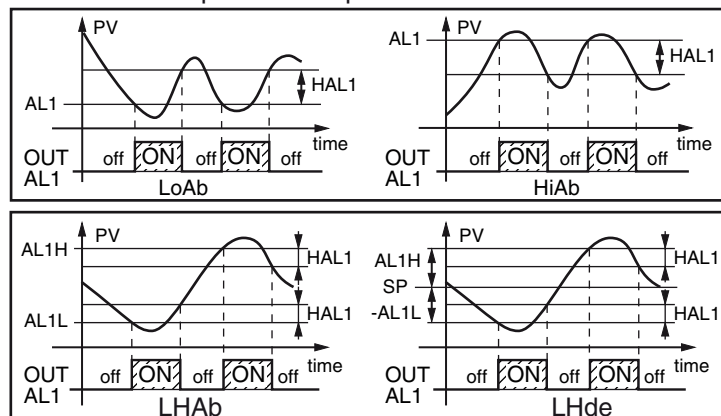 PV
AL1
HAL1
time
OUT
AL1
off ON off ON off
LoAb
PV
AL1
HAL1
time
OUT
AL1
off ON off ON off
HiAb
PV
AL1H
HAL1
HAL1
AL1L
time
OUT
AL1
off ON off ON off
LHAb
PV
AL1H
SP
-AL1L
HAL1
HAL1
time
OUT
AL1
off ON off ON off
LHde